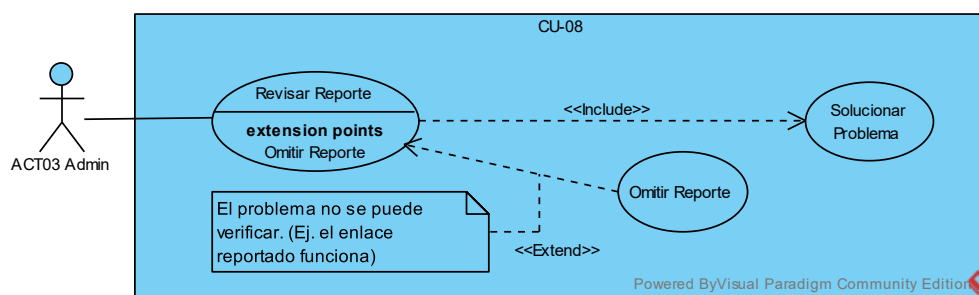 CU-08
Revisar Reporte
extension points
Omitir Reporte
ACT03 Admin
<<Include>>
Solucionar
Problema
Omitir Reporte
El problema no se puede
verificar. (Ej. el enlace
reportado funciona)
<<Extend>>
Powered ByVisual Paradigm Community Edition